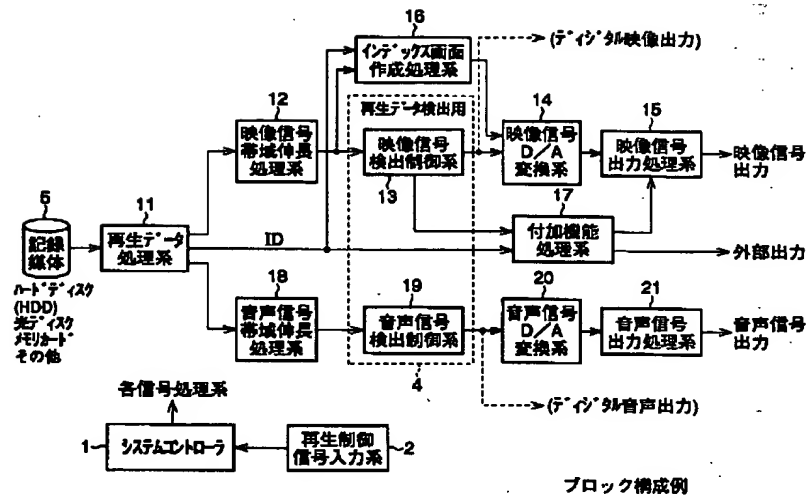 16
インデックス画面
作成処理系
(ディジタル映像出力)
12
映像信号
帯域伸長
処理系
再生データ検出用
映像信号
検出制御系
13
14
映像信号
D/A
変換系
15
映像信号
出力処理系
映像信号
出力
5
記録
媒体
ハードディスク
(HDD)
光ディスク
メモリカード
その他
11
再生データ
処理系
ID
17
付加機能
処理系
外部出力
18
音声信号
帯域伸長
処理系
19
音声信号
検出制御系
4
20
音声信号
D/A
変換系
21
音声信号
出力処理系
音声信号
出力
(ディジタル音声出力)
各信号処理系
1
システムコントローラ
再生制御
信号入力系
2
ブロック構成例